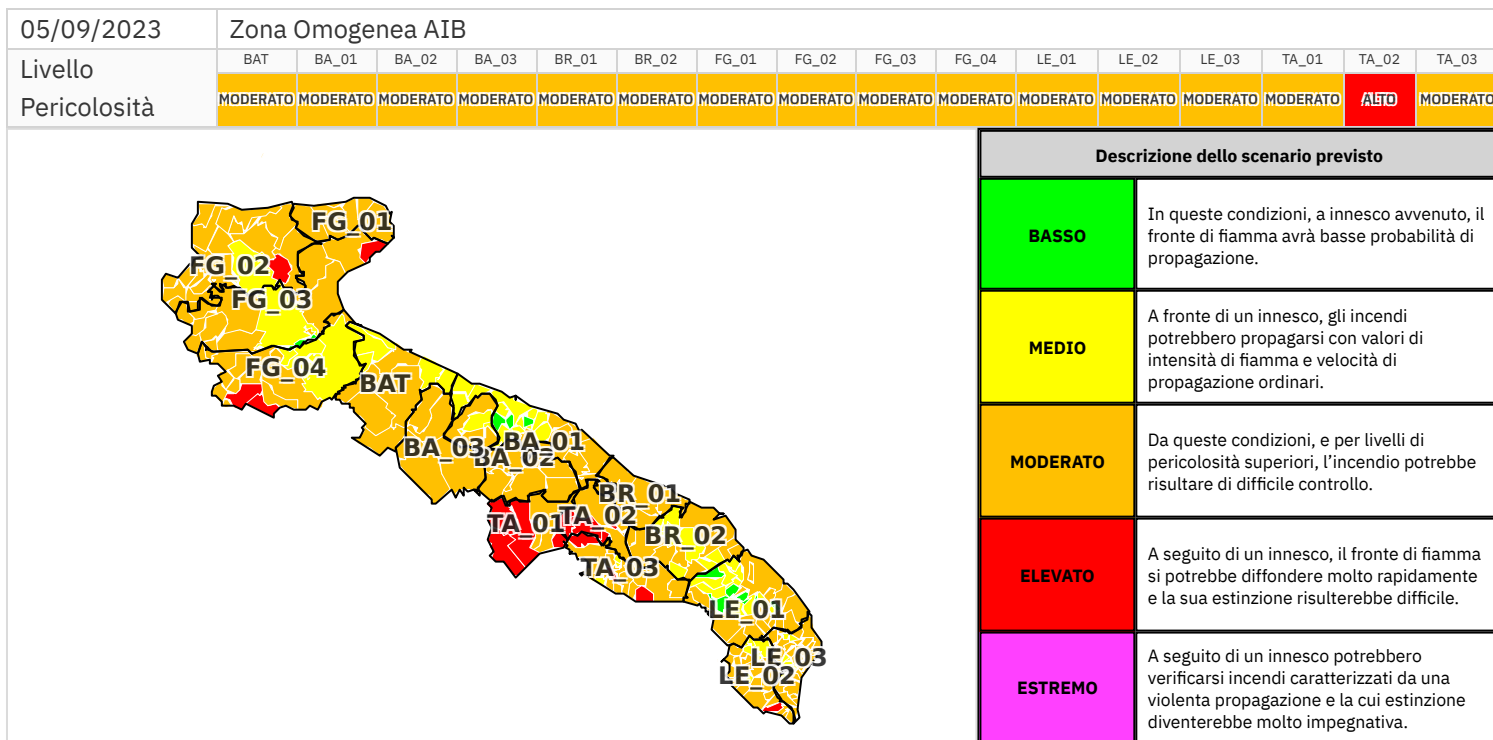 05/09/2023 Zona Omogenea AIB
Livello Pericolosità
BAT BA_01 BA_02 BA_03 BR_01 BR_02 FG_01 FG_02 FG_03 FG_04 LE_01 LE_02 LE_03 TA_01 TA_02 TA_03
MODERATO MODERATO MODERATO MODERATO MODERATO MODERATO MODERATO MODERATO MODERATO MODERATO MODERATO MODERATO MODERATO MODERATO ALTO MODERATO
FG_01
FG_02
FG_03
FG_04
BAT
BA_03
BA_01
BA_02
BR_01
TA_01
TA_02
BR_02
TA_03
LE_01
LE_03
LE_02
Descrizione dello scenario previsto
BASSO
In queste condizioni, a innesco avvenuto, il
fronte di fiamma avrà basse probabilità di
propagazione.
MEDIO
A fronte di un innesco, gli incendi
potrebbero propagarsi con valori di
intensità di fiamma e velocità di
propagazione ordinari.
MODERATO
Da queste condizioni, e per livelli di
pericolosità superiori, l’incendio potrebbe
risultare di difficile controllo.
ELEVATO
A seguito di un innesco, il fronte di fiamma
si potrebbe diffondere molto rapidamente
e la sua estinzione risulterebbe difficile.
ESTREMO
A seguito di un innesco potrebbero
verificarsi incendi caratterizzati da una
violenta propagazione e la cui estinzione
diventerebbe molto impegnativa.